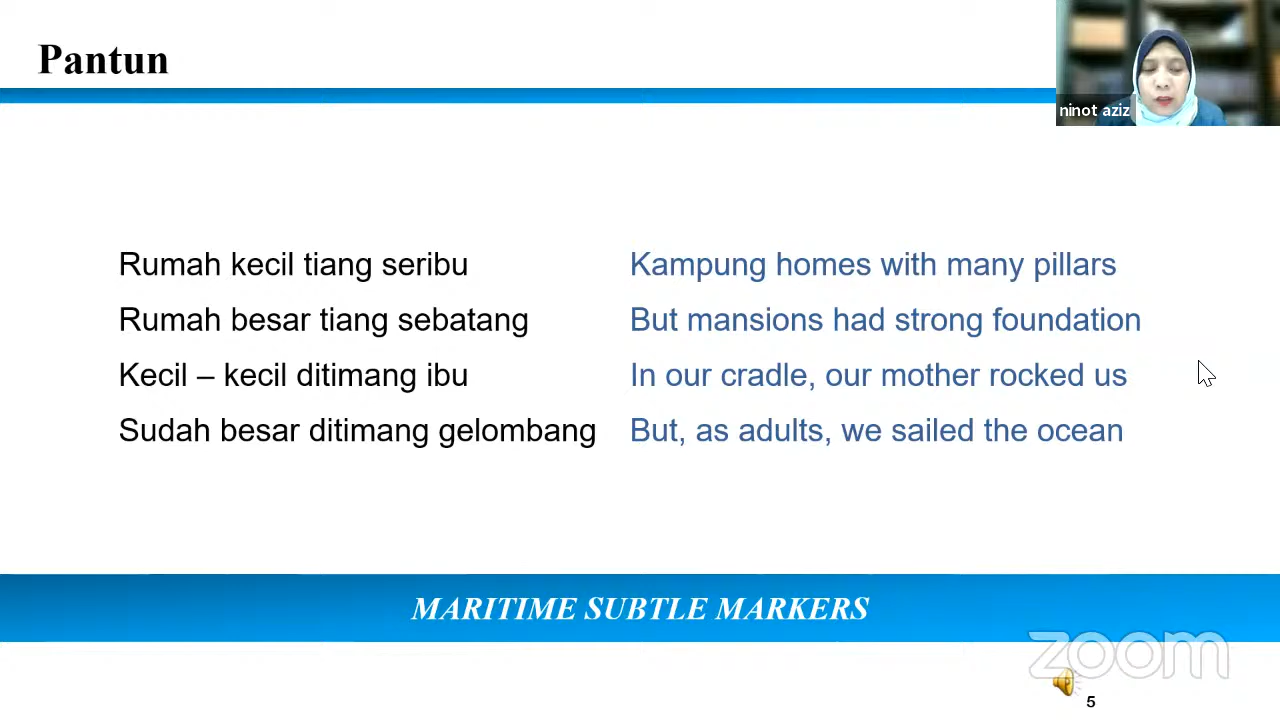 Pantun
ninot aziz
Rumah kecil tiang seribu
Rumah besar tiang sebatang
Kecil – kecil ditimang ibu
Sudah besar ditimang gelombang
Kampung homes with many pillars
But mansions had strong foundation
In our cradle, our mother rocked us
But, as adults, we sailed the ocean
MARITIME SUBTLE MARKERS
zoom
5